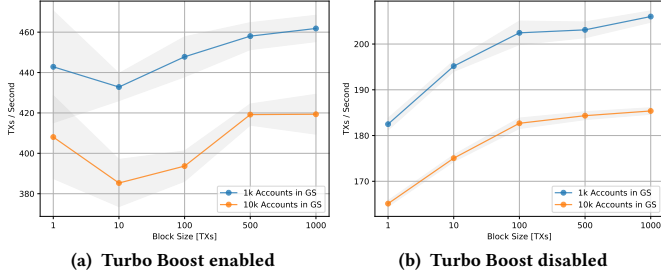 460
440
420
400
380
TXs / Second
1 10 100 500 1000
Block Size [TXs]
1k Accounts in GS
10k Accounts in GS
(a) Turbo Boost enabled
200
190
180
170
TXs / Second
1 10 100 500 1000
Block Size [TXs]
1k Accounts in GS
10k Accounts in GS
(b) Turbo Boost disabled